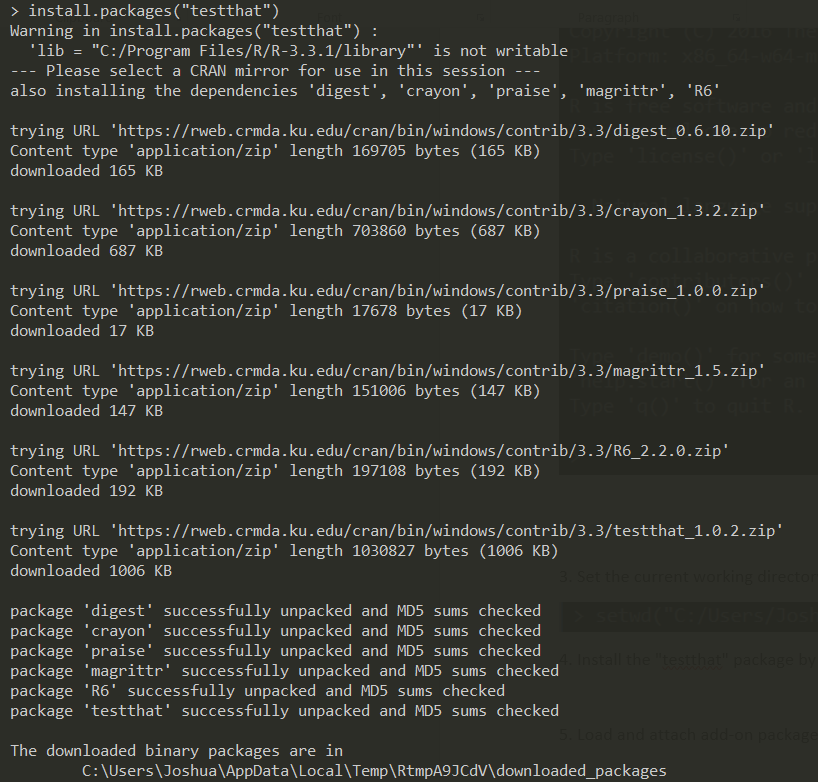 > install.packages("testthat")
Warning in install.packages("testthat") :
  'lib = "C:/Program Files/R/R-3.3.1/library"' is not writable
--- Please select a CRAN mirror for use in this session ---
also installing the dependencies 'digest', 'crayon', 'praise', 'magrittr', 'R6'

trying URL 'https://rweb.crmda.ku.edu/cran/bin/windows/contrib/3.3/digest_0.6.10.zip'
Content type 'application/zip' length 169705 bytes (165 KB)
downloaded 165 KB

trying URL 'https://rweb.crmda.ku.edu/cran/bin/windows/contrib/3.3/crayon_1.3.2.zip'
Content type 'application/zip' length 703860 bytes (687 KB)
downloaded 687 KB

trying URL 'https://rweb.crmda.ku.edu/cran/bin/windows/contrib/3.3/praise_1.0.0.zip'
Content type 'application/zip' length 17678 bytes (17 KB)
downloaded 17 KB

trying URL 'https://rweb.crmda.ku.edu/cran/bin/windows/contrib/3.3/magrittr_1.5.zip'
Content type 'application/zip' length 151006 bytes (147 KB)
downloaded 147 KB

trying URL 'https://rweb.crmda.ku.edu/cran/bin/windows/contrib/3.3/R6_2.2.0.zip'
Content type 'application/zip' length 197108 bytes (192 KB)
downloaded 192 KB

trying URL 'https://rweb.crmda.ku.edu/cran/bin/windows/contrib/3.3/testthat_1.0.2.zip'
Content type 'application/zip' length 1030827 bytes (1006 KB)
downloaded 1006 KB

package 'digest' successfully unpacked and MD5 sums checked
package 'crayon' successfully unpacked and MD5 sums checked
package 'praise' successfully unpacked and MD5 sums checked
package 'magrittr' successfully unpacked and MD5 sums checked
package 'R6' successfully unpacked and MD5 sums checked
package 'testthat' successfully unpacked and MD5 sums checked

The downloaded binary packages are in
        C:\Users\Joshua\AppData\Local\Temp\RtmpA9JCdV\downloaded_packages
3. Set the current working director
> setwd("C:/Users/Jos
4. Install the "testthat" package by
5. Load and attach add-on package